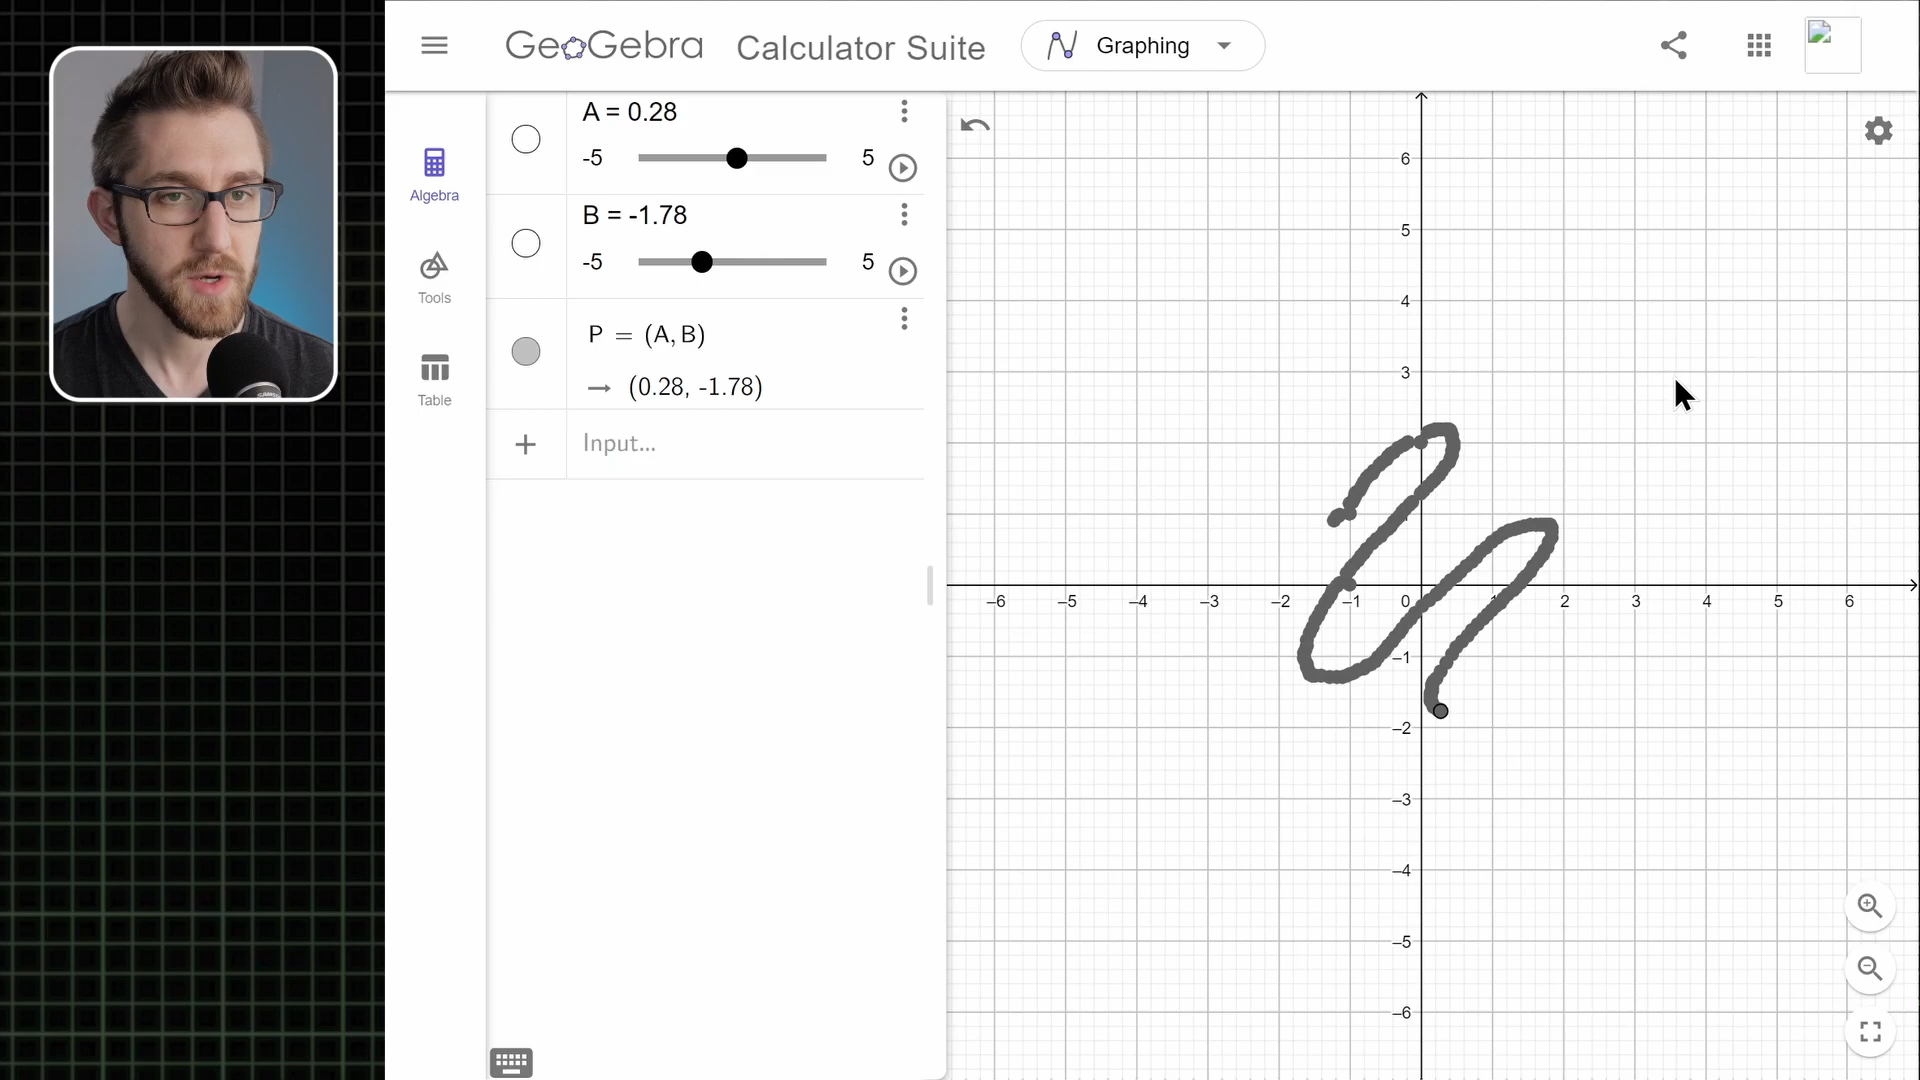 GeoGebra Calculator Suite Graphing
Algebra
Tools
Table
A = 0.28
-5 5
B = -1.78
-5 5
P = (A, B)
→ (0.28, -1.78)
+ Input...
6
5
4
3
–6 –5 –4 –3 –2 –1 0 1 2 3 4 5 6
–1
–2
–3
–4
–5
–6